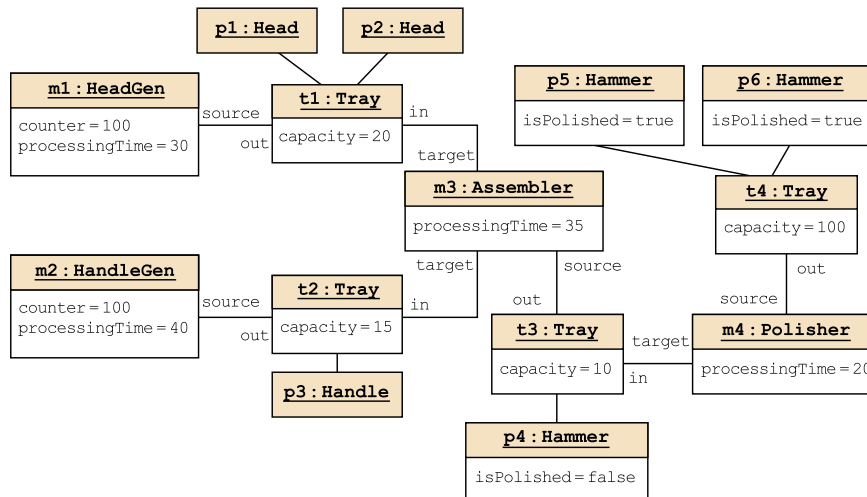 p1:Head
p2:Head
m1:HeadGen
counter=100
processingTime=30
source
out
t1:Tray
capacity=20
in
target
p5:Hammer
isPolished=true
p6:Hammer
isPolished=true
m3:Assembler
processingTime=35
t4:Tray
capacity=100
m2:HandleGen
counter=100
processingTime=40
source
out
t2:Tray
capacity=15
in
target
source
out
out
source
t3:Tray
capacity=10
target
in
m4:Polisher
processingTime=20
p3:Handle
p4:Hammer
isPolished=false